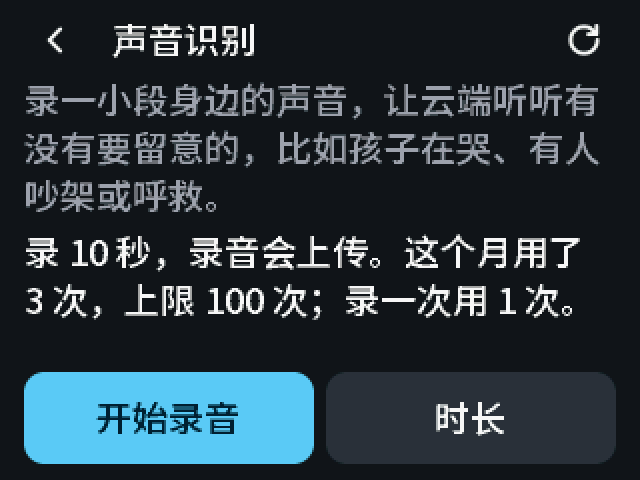 声音识别
录一小段身边的声音，让云端听听有
没有要留意的，比如孩子在哭、有人
吵架或呼救。
录 10 秒，录音会上传。这个月用了
3 次，上限 100 次；录一次用 1 次。
开始录音
时长